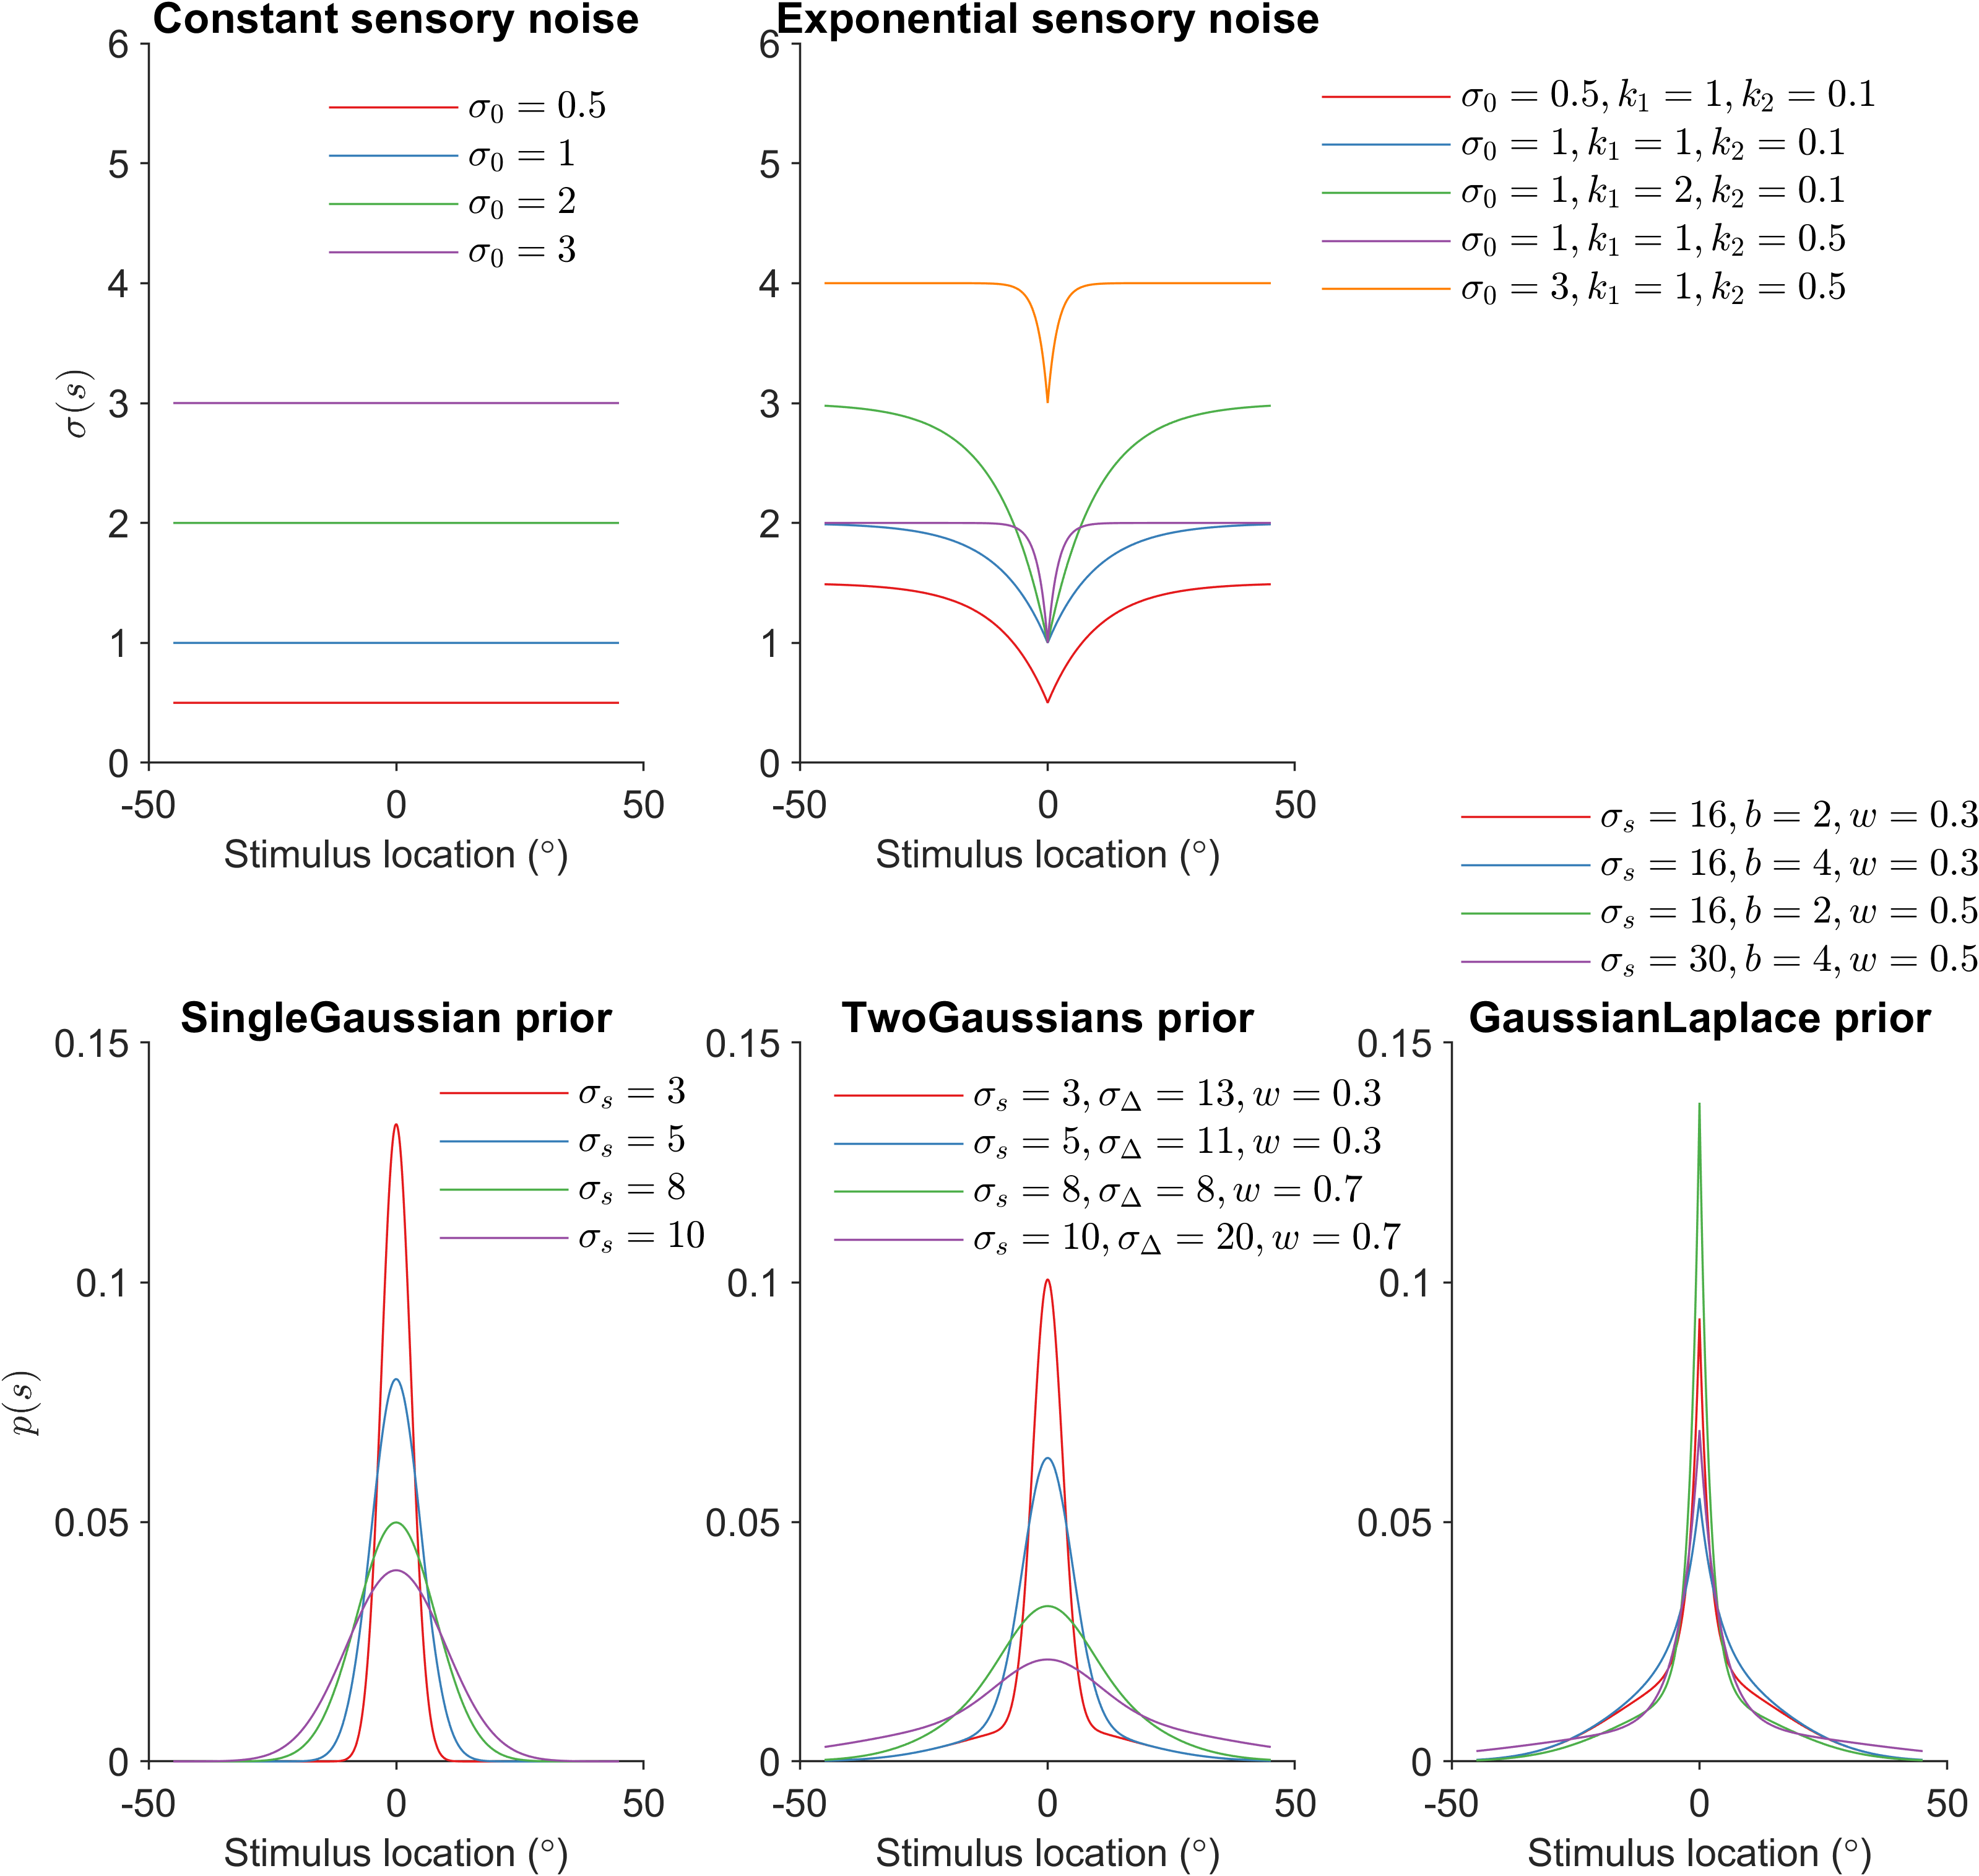 Constant sensory noise
6
5
4
3
2
1
0
-50
0
50
σ(s)
Stimulus location (°)
σ₀ = 0.5
σ₀ = 1
σ₀ = 2
σ₀ = 3
Exponential sensory noise
6
5
4
3
2
1
0
-50
0
50
Stimulus location (°)
σ₀ = 0.5, k₁ = 1, k₂ = 0.1
σ₀ = 1, k₁ = 1, k₂ = 0.1
σ₀ = 1, k₁ = 2, k₂ = 0.1
σ₀ = 1, k₁ = 1, k₂ = 0.5
σ₀ = 3, k₁ = 1, k₂ = 0.5
SingleGaussian prior
0.15
0.1
0.05
0
-50
0
50
p(s)
Stimulus location (°)
σₛ = 3
σₛ = 5
σₛ = 8
σₛ = 10
TwoGaussians prior
0.15
0.1
0.05
0
-50
0
50
Stimulus location (°)
σₛ = 3, σ_Δ = 13, w = 0.3
σₛ = 5, σ_Δ = 11, w = 0.3
σₛ = 8, σ_Δ = 8, w = 0.7
σₛ = 10, σ_Δ = 20, w = 0.7
σₛ = 16, b = 2, w = 0.3
σₛ = 16, b = 4, w = 0.3
σₛ = 16, b = 2, w = 0.5
σₛ = 30, b = 4, w = 0.5
GaussianLaplace prior
0.15
0.1
0.05
0
-50
0
50
Stimulus location (°)